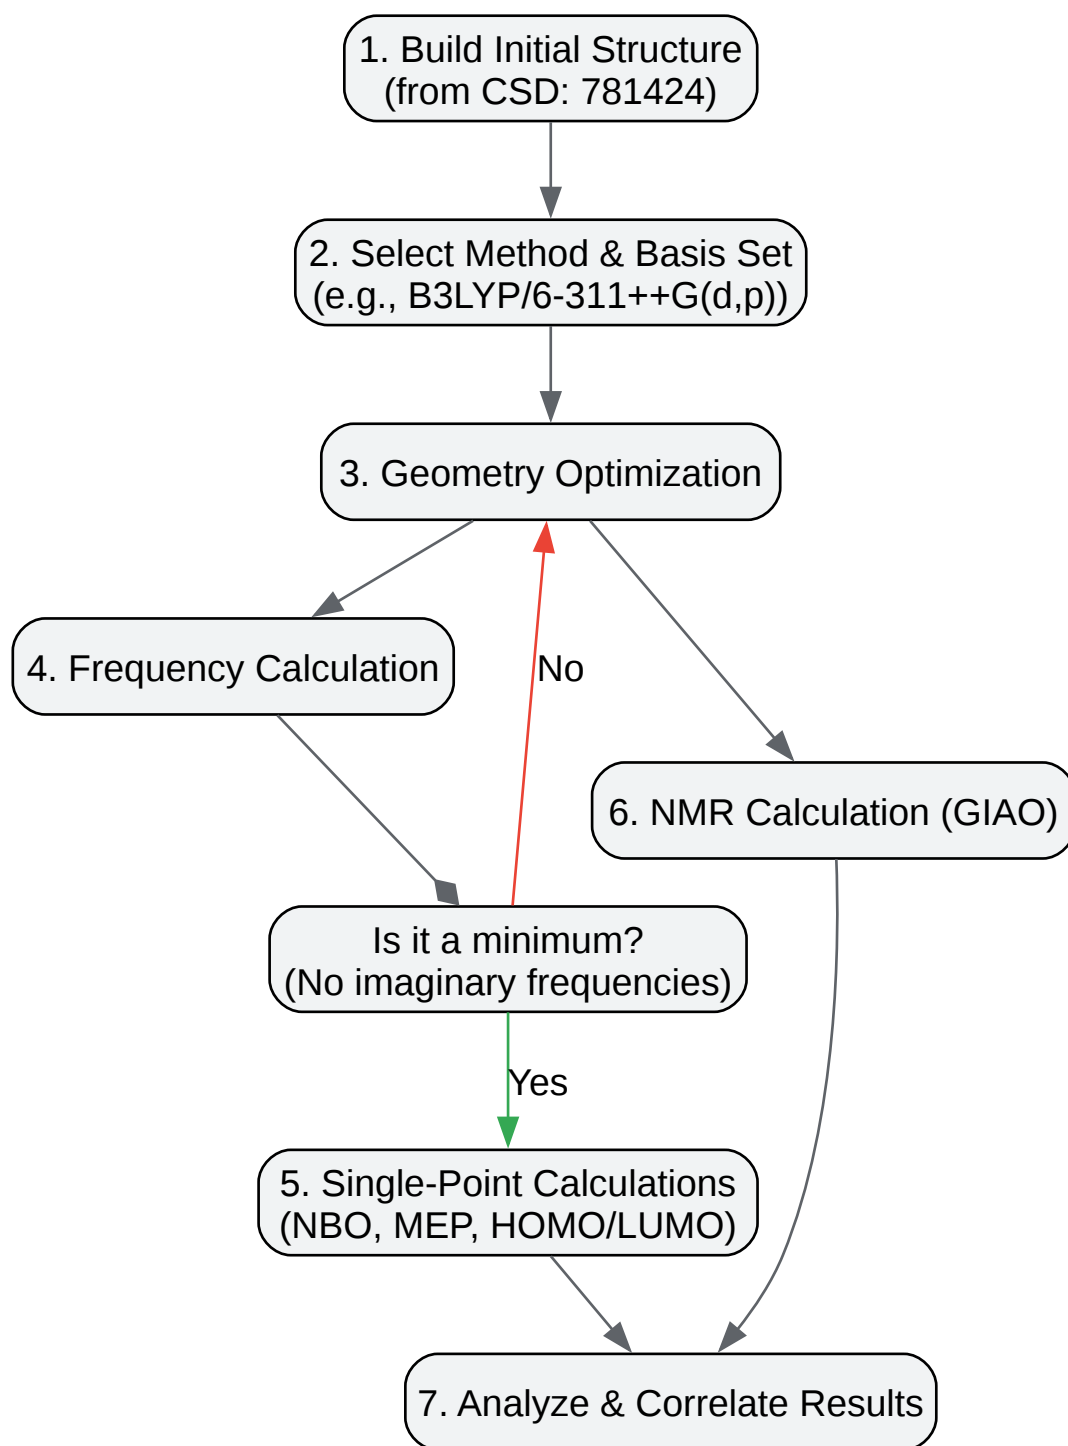 1. Build Initial Structure
(from CSD: 781424)
2. Select Method & Basis Set
(e.g., B3LYP/6-311++G(d,p))
3. Geometry Optimization
4. Frequency Calculation
No
6. NMR Calculation (GIAO)
Is it a minimum?
(No imaginary frequencies)
Yes
5. Single-Point Calculations
(NBO, MEP, HOMO/LUMO)
7. Analyze & Correlate Results